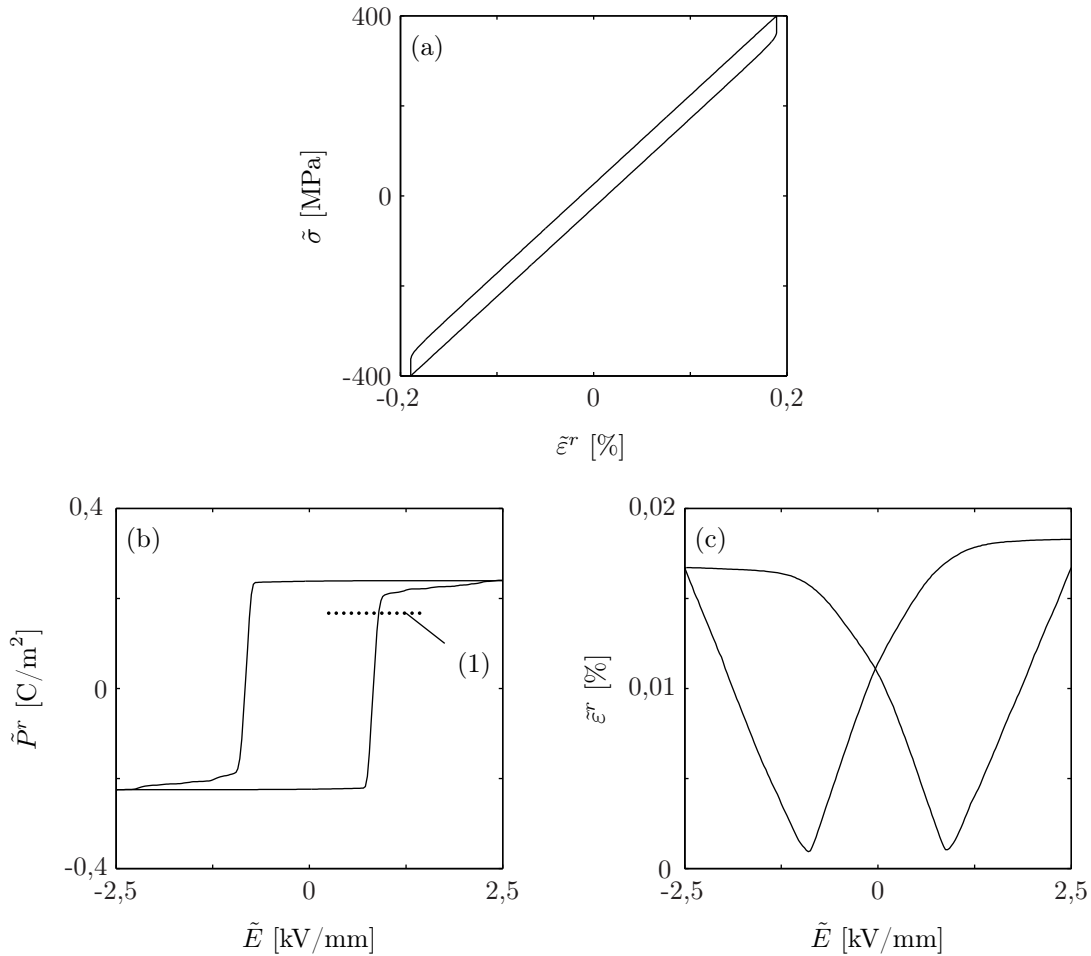 400
(a)
0
-400
-0,2
0
0,2
σ̃ [MPa]
ε̃ʳ [%]
0,4
(b)
0
-0,4
-2,5
0
2,5
(1)
P̃ʳ [C/m²]
Ẽ [kV/mm]
0,02
(c)
0,01
0
-2,5
0
2,5
ε̃ʳ [%]
Ẽ [kV/mm]